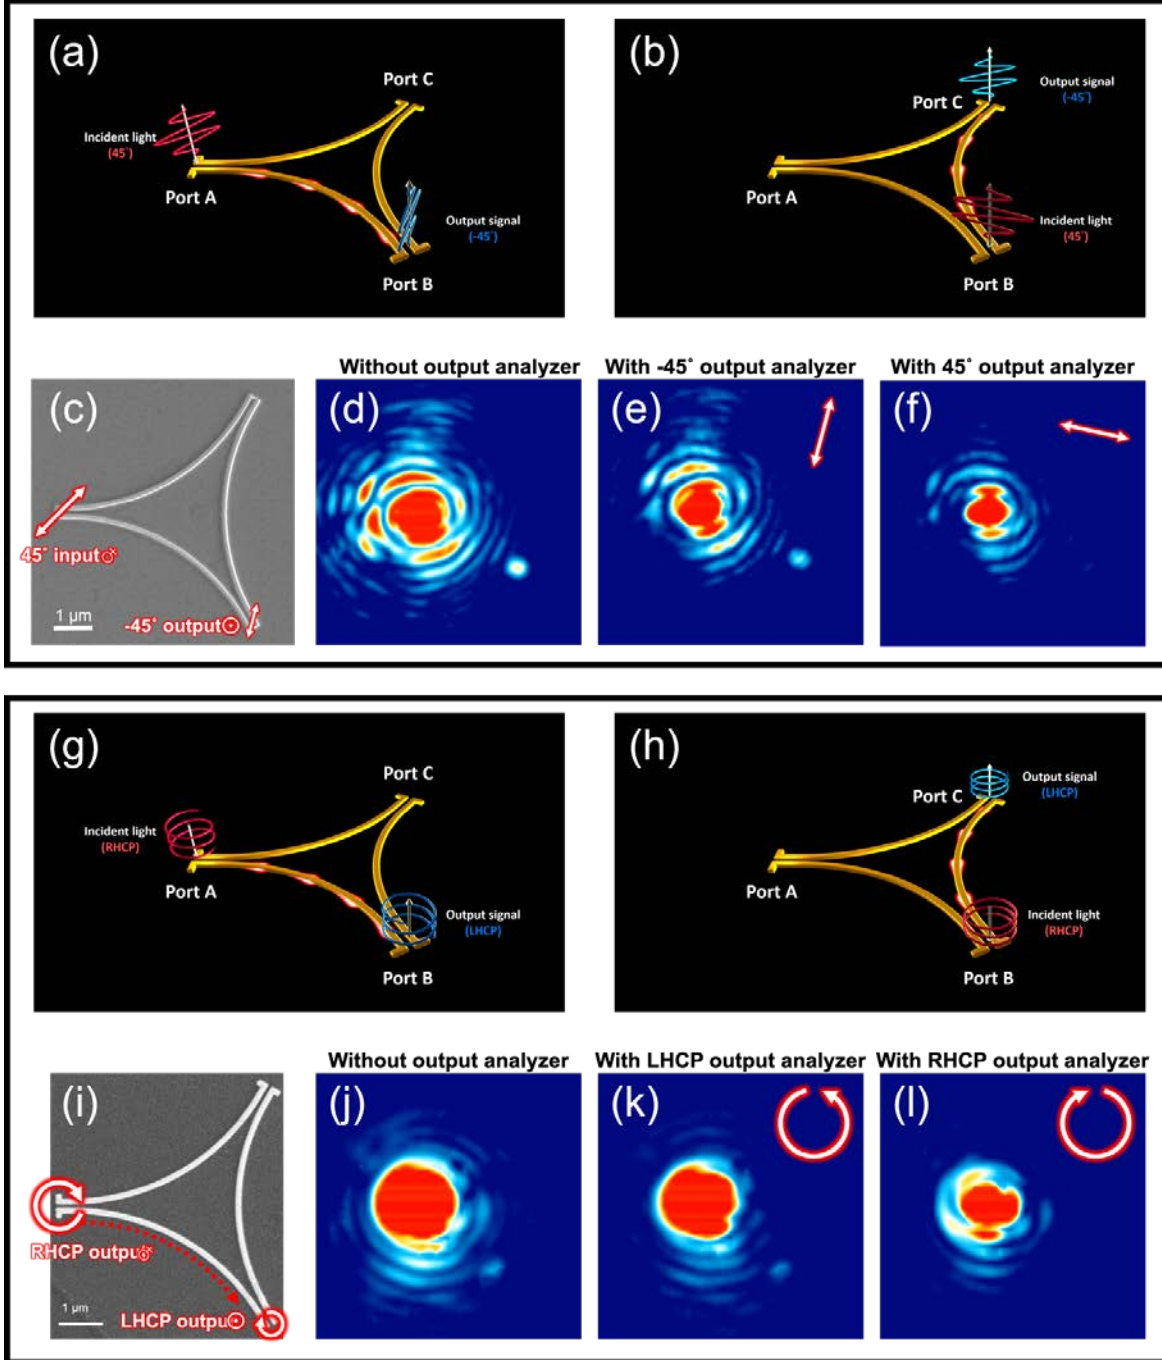 (a)
Port C
Incident light
(45°)
Port A
Output signal
(-45°)
Port B
(b)
Port C
Output signal
(-45°)
Port A
Incident light
(45°)
Port B
Without output analyzer
With -45° output analyzer
With 45° output analyzer
(c)
45° input
1 µm
-45° output
(d)
(e)
(f)
(g)
Port C
Incident light
(RHCP)
Port A
Output signal
(LHCP)
Port B
(h)
Port C
Output signal
(LHCP)
Port A
Incident light
(RHCP)
Port B
Without output analyzer
With LHCP output analyzer
With RHCP output analyzer
(i)
RHCP output
1 µm
LHCP output
(j)
(k)
(l)